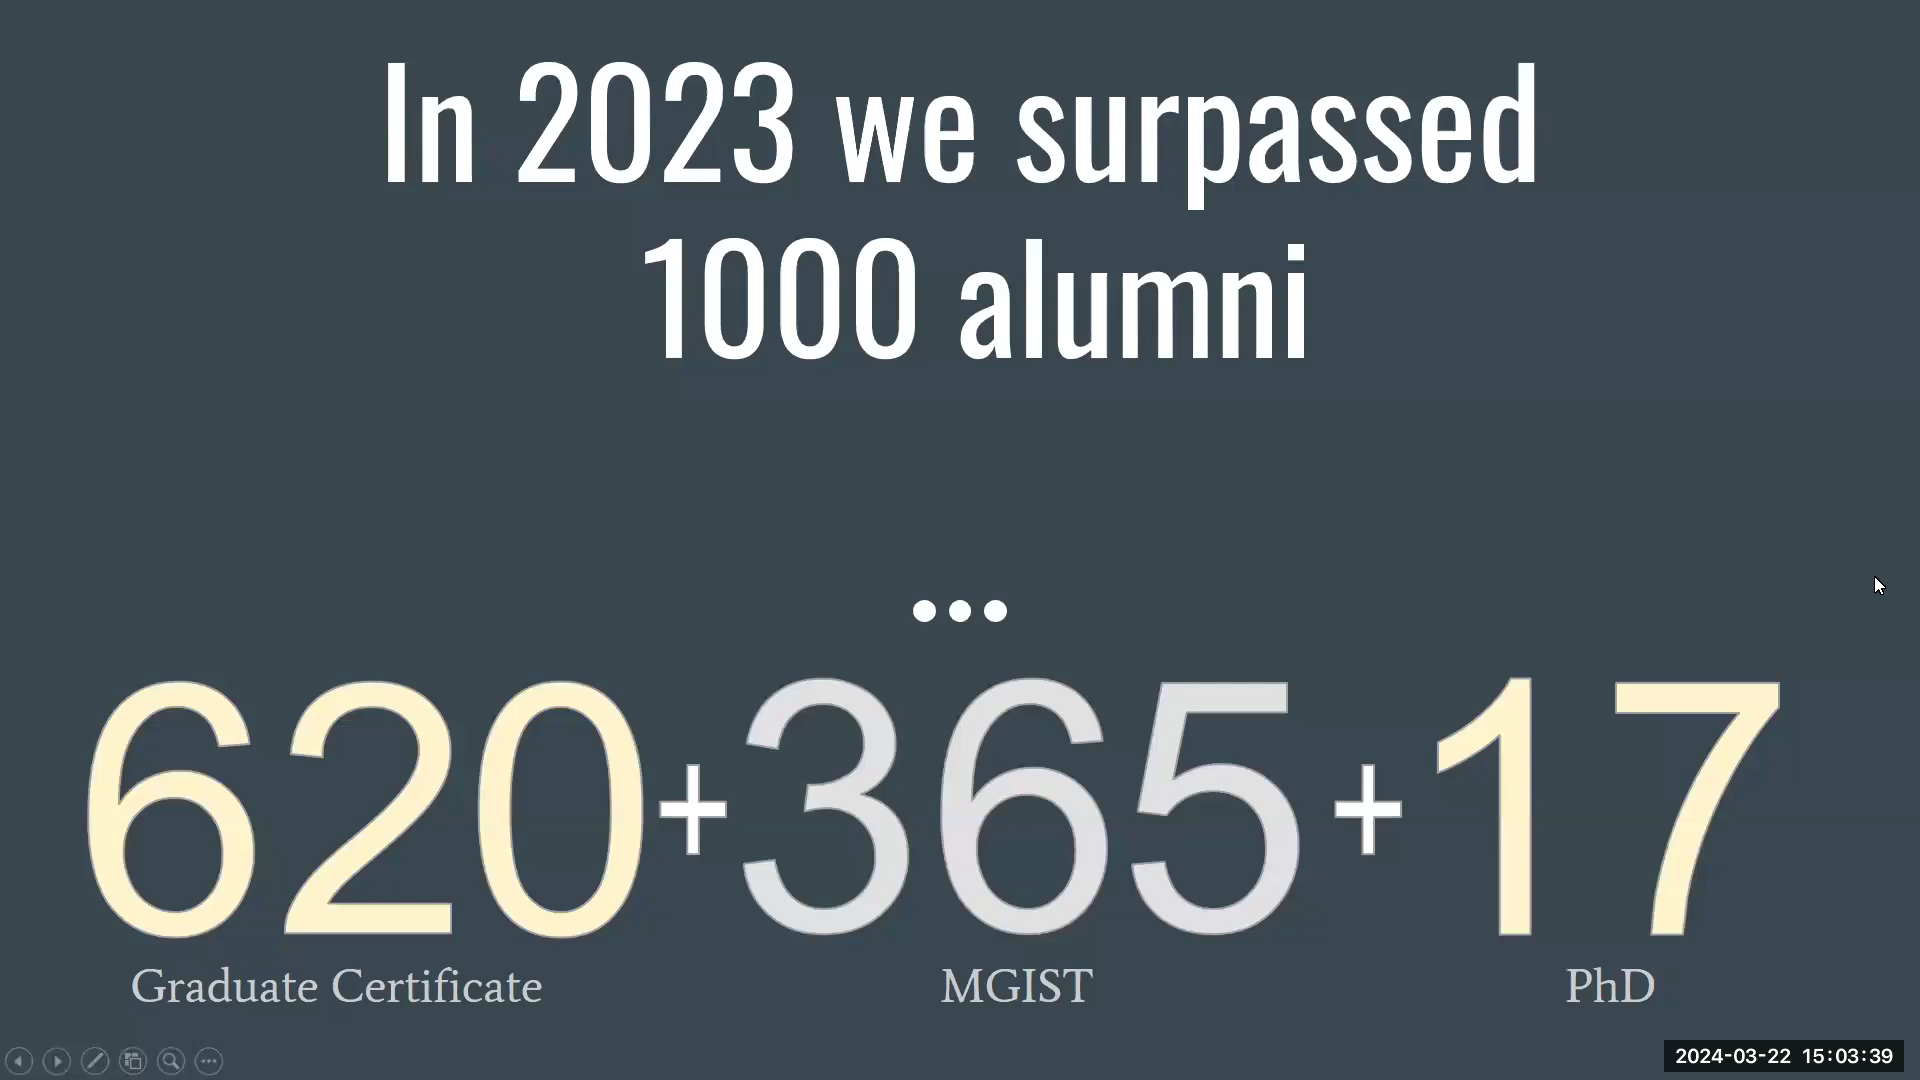 In 2023 we surpassed
1000 alumni
620+365+17
Graduate Certificate MGIST PhD
2024-03-22 15:03:39